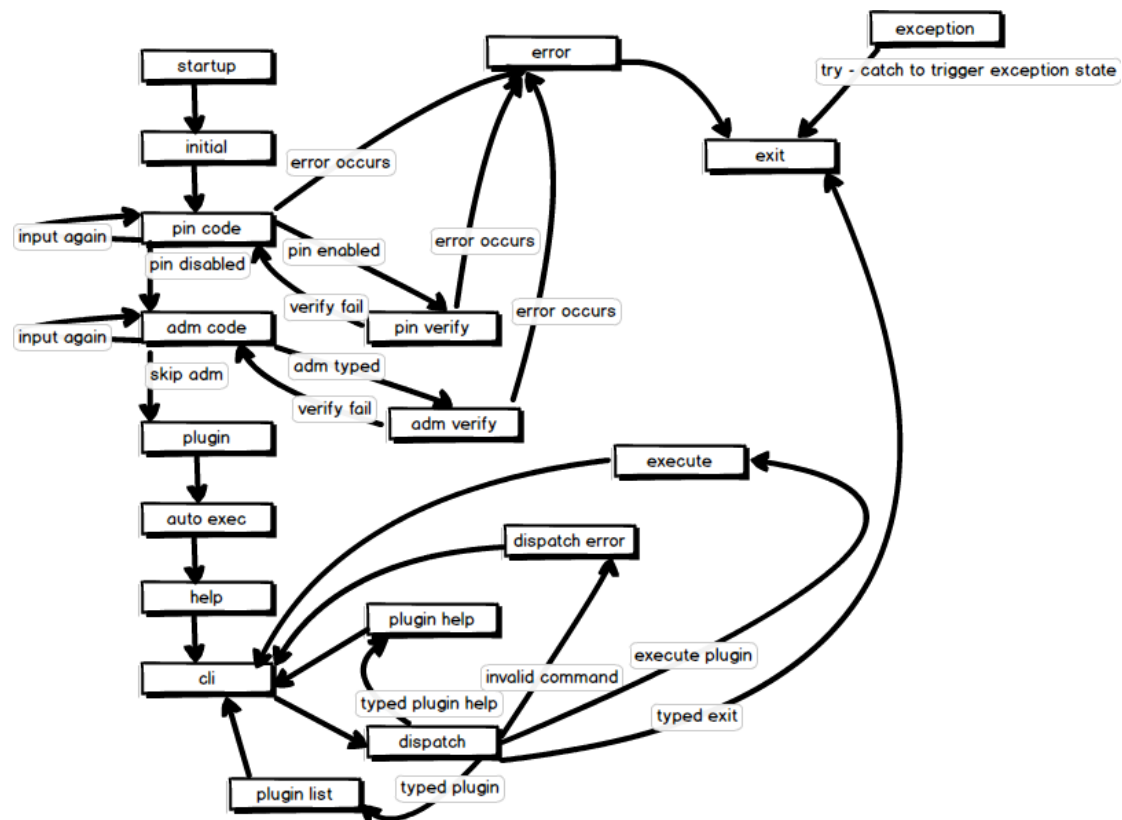 exception
error
startup
try - catch to trigger exception state
initial
exit
error occurs
pin code
input again
pin enabled
error occurs
pin disabled
verify fail
error occurs
adm code
pin verify
input again
adm typed
skip adm
verify fail
adm verify
plugin
execute
auto exec
dispatch error
help
plugin help
execute plugin
cli
invalid command
typed plugin help
typed exit
dispatch
typed plugin
plugin list